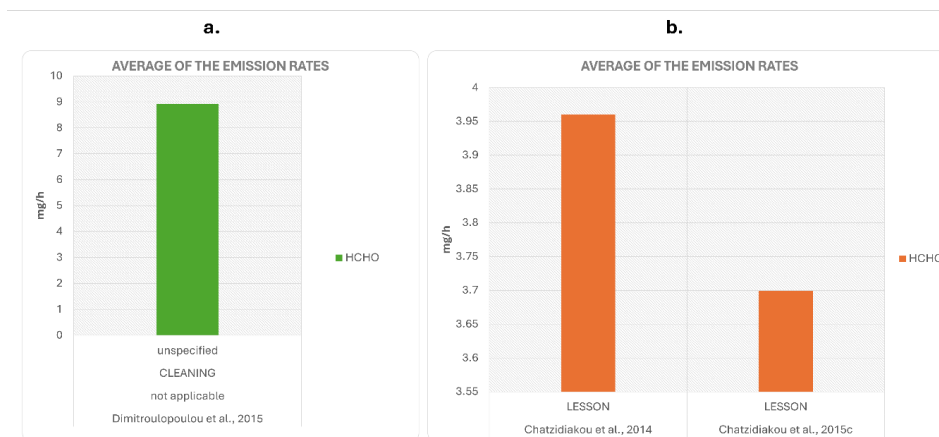 a.
AVERAGE OF THE EMISSION RATES
10
9
8
7
6
5
4
3
2
1
0
mg/h
HCHO
unspecified
CLEANING
not applicable
Dimitroulopoulou et al., 2015
b.
AVERAGE OF THE EMISSION RATES
4
3.95
3.9
3.85
3.8
3.75
3.7
3.65
3.6
3.55
mg/h
HCHO
LESSON LESSON
Chatzidiakou et al., 2014 Chatzidiakou et al., 2015c